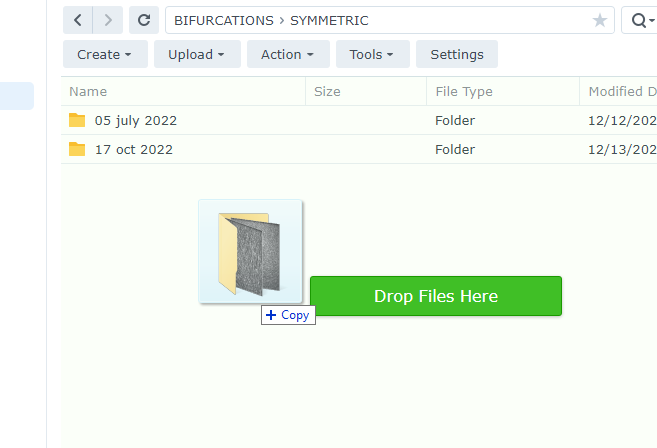 BIFURCATIONS › SYMMETRIC
Create Upload Action Tools Settings
Name Size File Type Modified D
05 july 2022 Folder 12/12/202
17 oct 2022 Folder 12/13/202
Drop Files Here
+ Copy